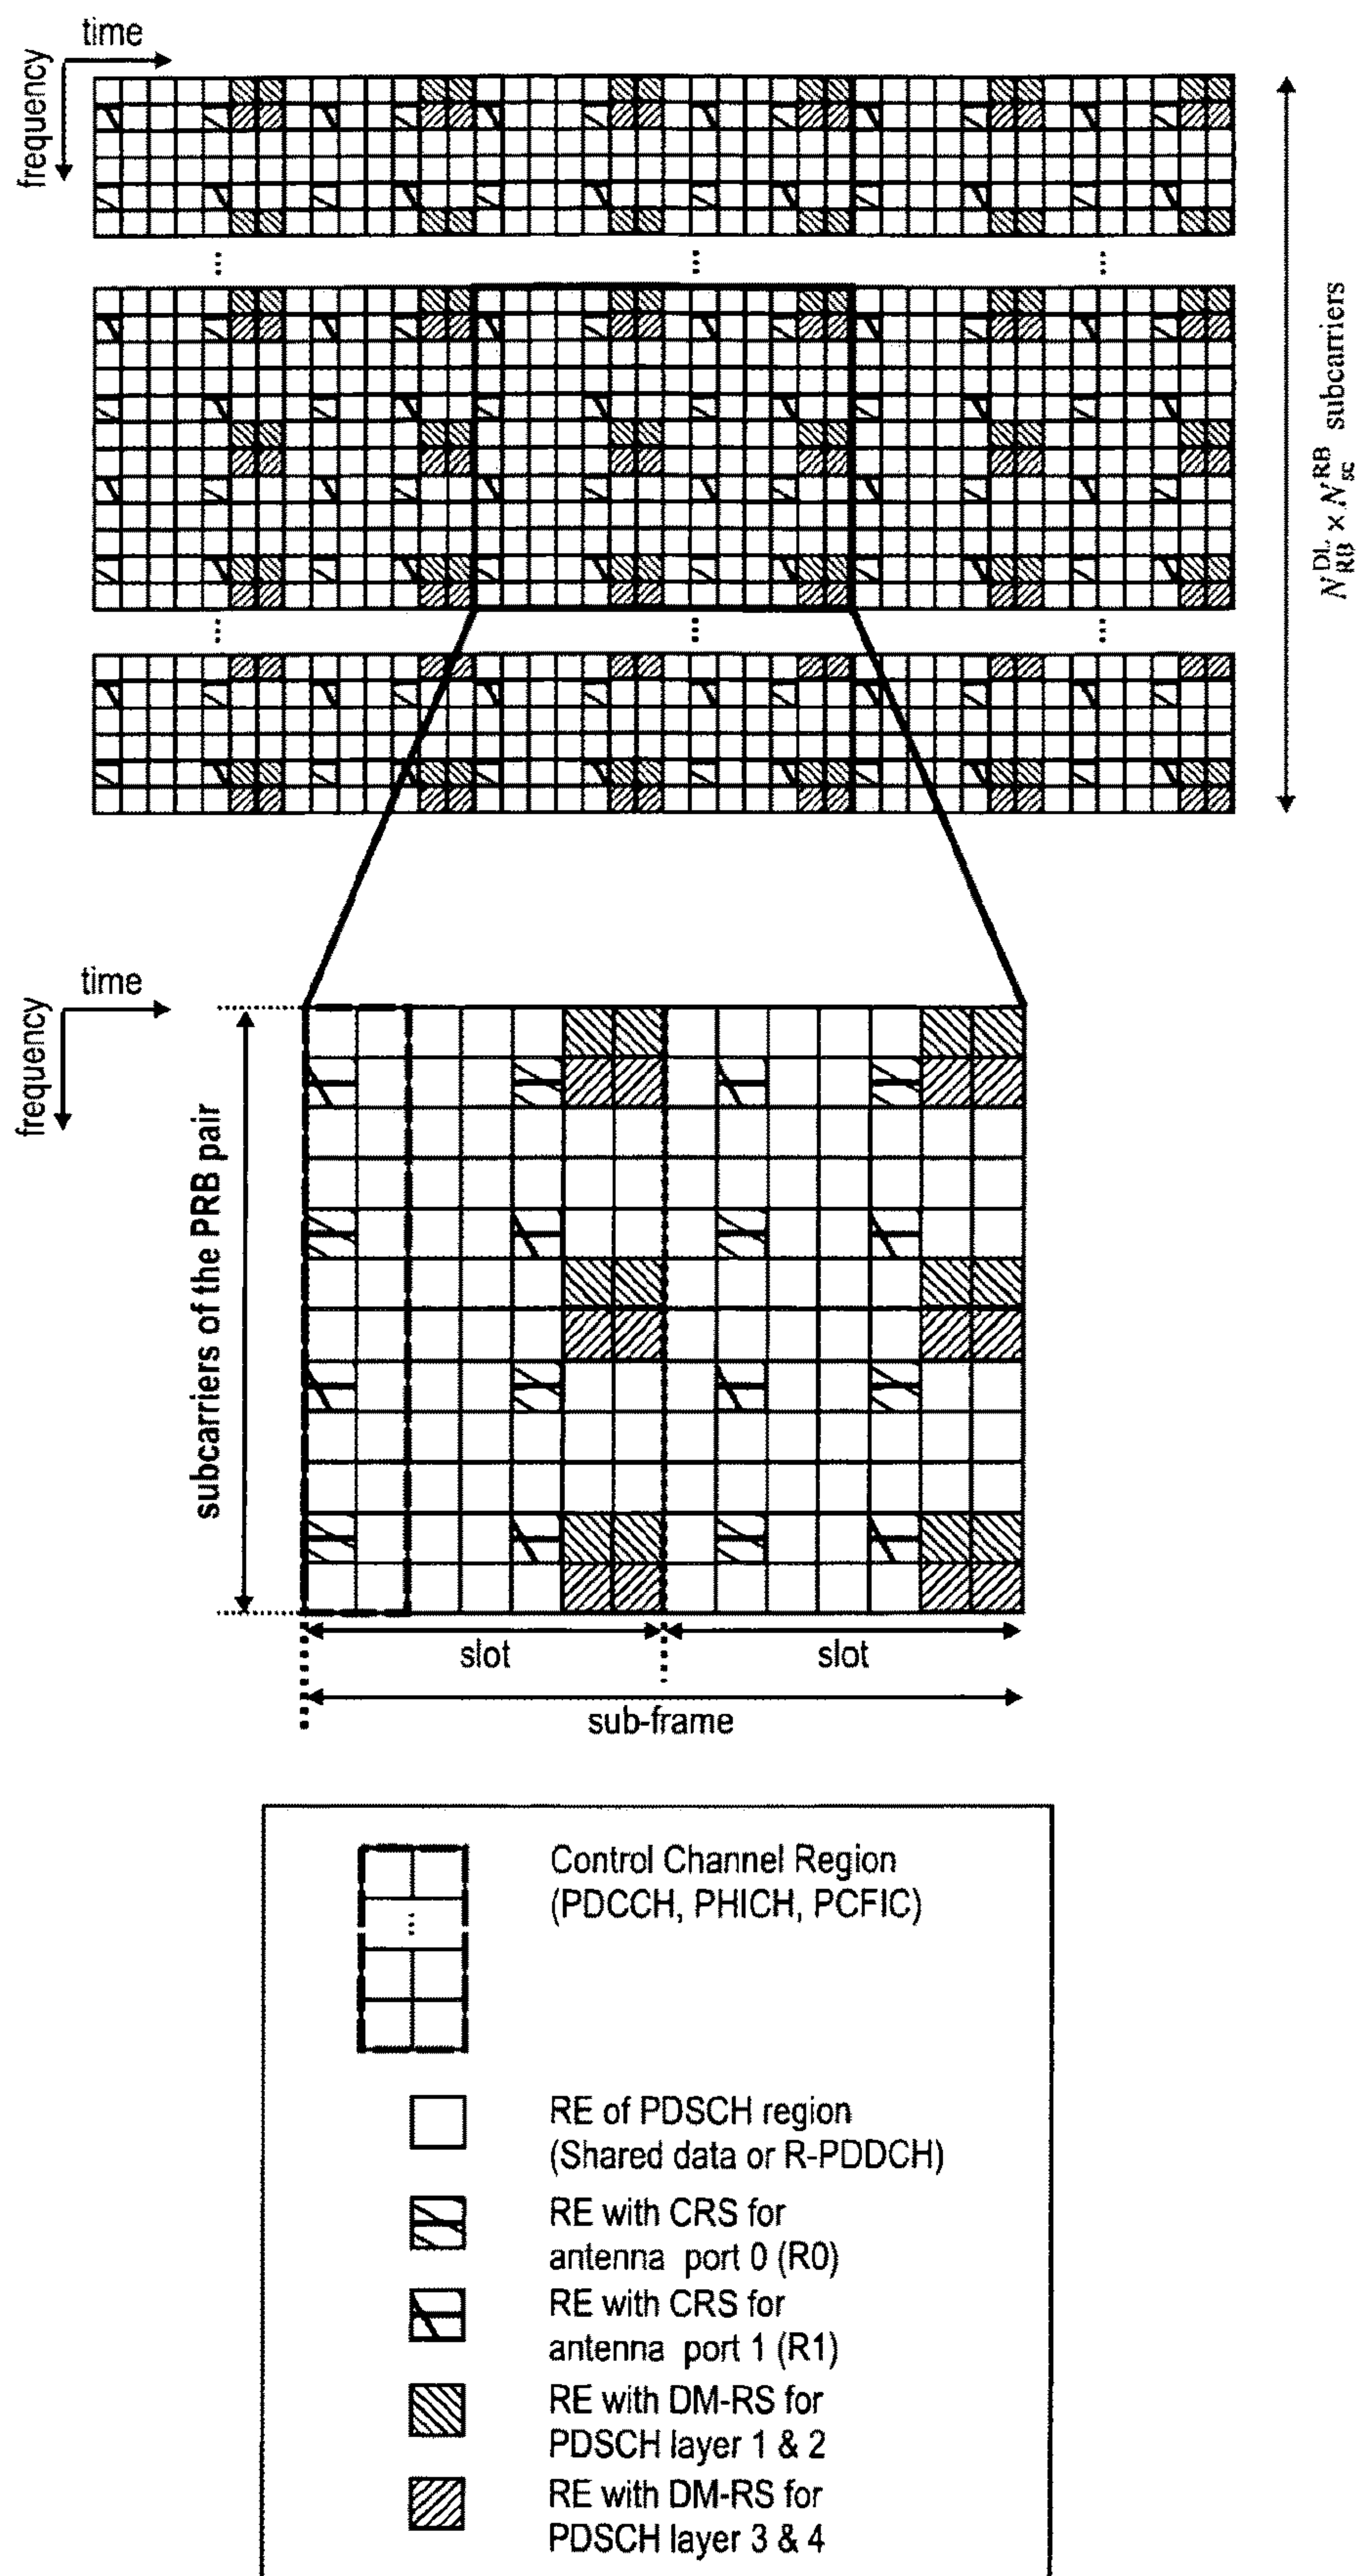 time
frequency
...
...
...
...
...
...
N_RB^DL × N_sc^RB subcarriers
time
frequency
subcarriers of the PRB pair
slot
slot
sub-frame
...
Control Channel Region
(PDCCH, PHICH, PCFIC)
RE of PDSCH region
(Shared data or R-PDDCH)
RE with CRS for
antenna port 0 (R0)
RE with CRS for
antenna port 1 (R1)
RE with DM-RS for
PDSCH layer 1 & 2
RE with DM-RS for
PDSCH layer 3 & 4